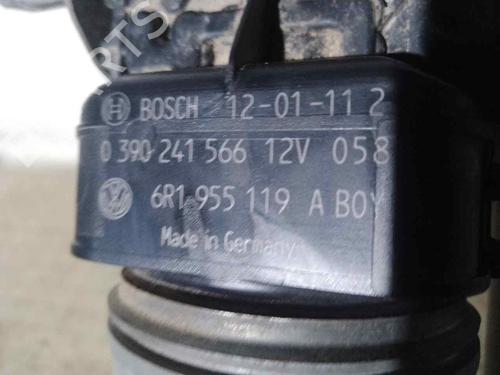 BOSCH 12-01-11 2
0 390 241 566 12V 058
6R1 955 119 A BOY
Made in Germany